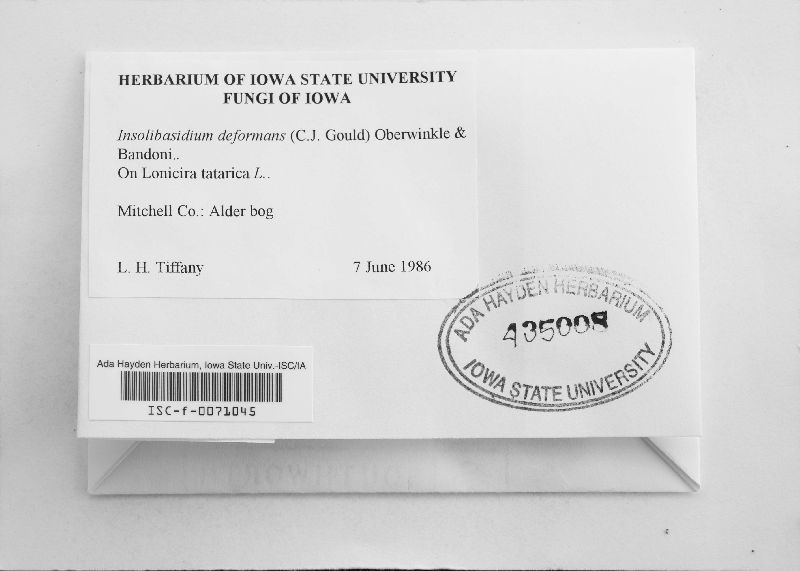 HERBARIUM OF IOWA STATE UNIVERSITY
FUNGI OF IOWA
Insolibasidium deformans (C.J. Gould) Oberwinkle &
Bandoni..
On Lonicira tatarica L..
Mitchell Co.: Alder bog
L. H. Tiffany 7 June 1986
ADA HAYDEN HERBARIUM
435008
IOWA STATE UNIVERSITY
Ada Hayden Herbarium, Iowa State Univ.-ISC/IA
ISC-f-0071045